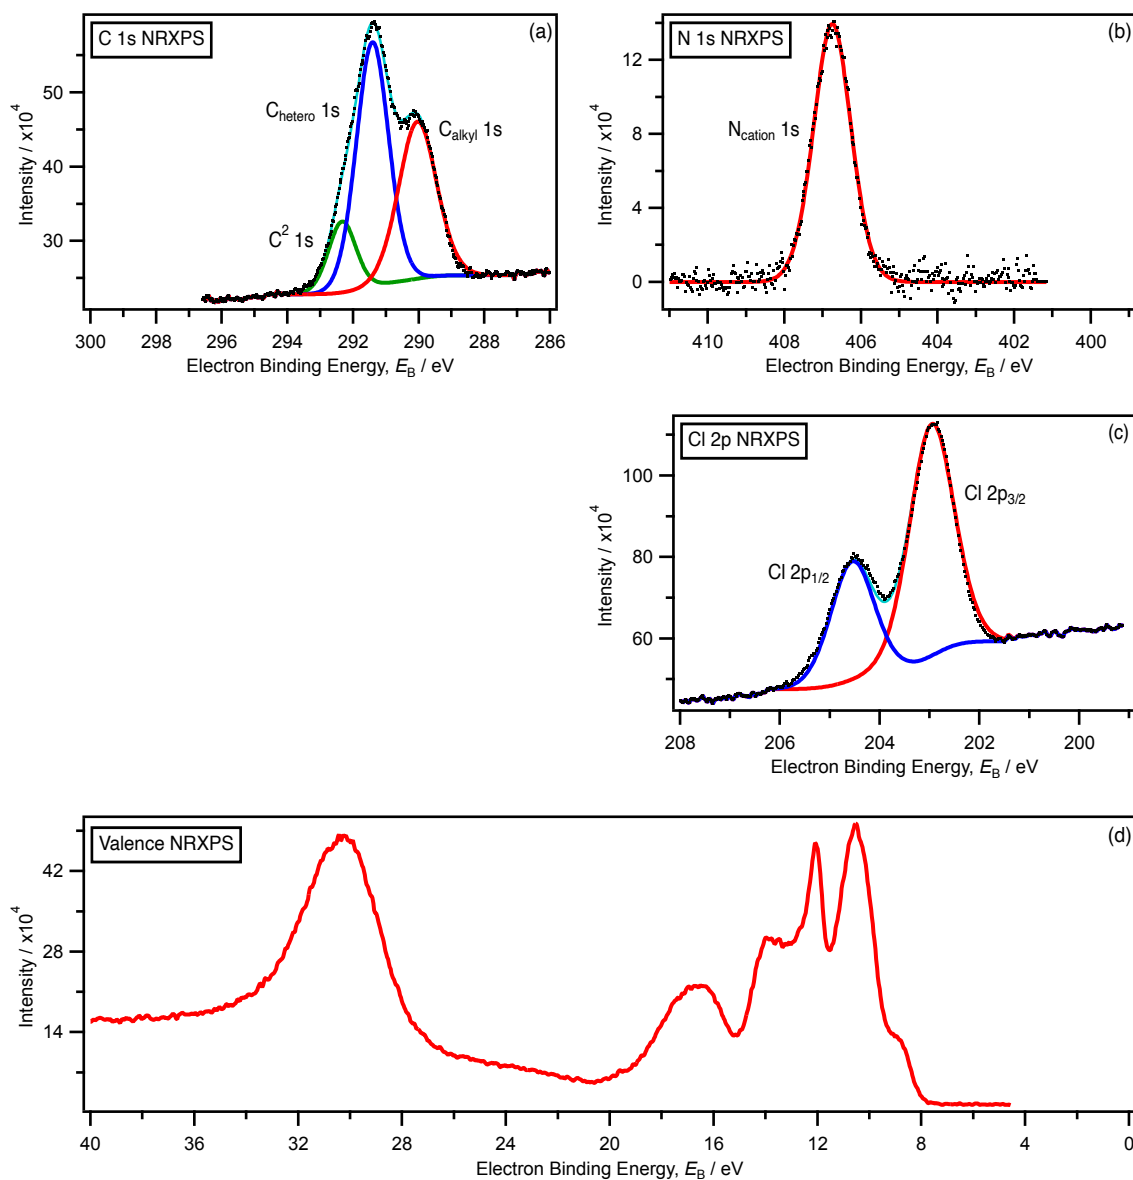 C 1s NRXPS
(a)
C_hetero 1s
C_alkyl 1s
C² 1s
50
40
30
Intensity / x10⁴
300 298 296 294 292 290 288 286
Electron Binding Energy, E_B / eV
N 1s NRXPS
(b)
N_cation 1s
12
8
4
0
Intensity / x10⁴
410 408 406 404 402 400
Electron Binding Energy, E_B / eV
Cl 2p NRXPS
(c)
Cl 2p_3/2
Cl 2p_1/2
100
80
60
Intensity / x10⁴
208 206 204 202 200
Electron Binding Energy, E_B / eV
Valence NRXPS
(d)
42
28
14
Intensity / x10⁴
40 36 32 28 24 20 16 12 8 4 0
Electron Binding Energy, E_B / eV